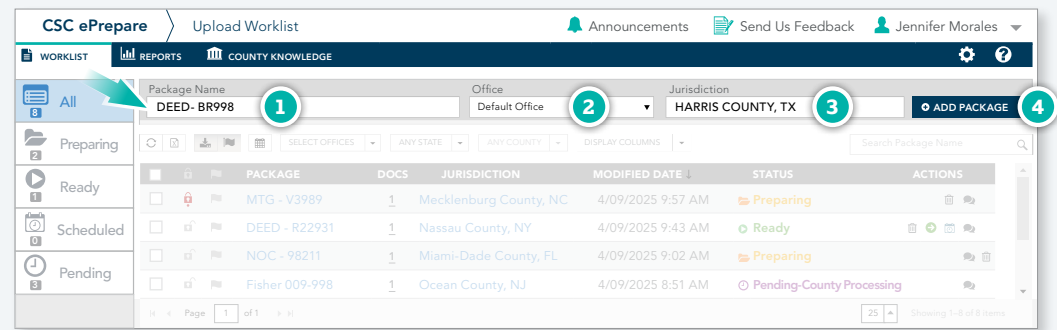 CSC ePrepare Upload Worklist Announcements Send Us Feedback Jennifer Morales
WORKLIST REPORTS COUNTY KNOWLEDGE
All
8
Preparing
2
Ready
1
Scheduled
0
Pending
3
Package Name Office Jurisdiction
DEED- BR998 1 Default Office 2 HARRIS COUNTY, TX 3 ADD PACKAGE 4
SELECT OFFICES ANY STATE ANY COUNTY DISPLAY COLUMNS Search Package Name
PACKAGE DOCS JURISDICTION MODIFIED DATE ↓ STATUS ACTIONS
MTG - V3989 1 Mecklenburg County, NC 4/09/2025 9:57 AM Preparing
DEED - R22931 1 Nassau County, NY 4/09/2025 9:43 AM Ready
NOC - 98211 1 Miami-Dade County, FL 4/09/2025 9:02 AM Preparing
Fisher 009-998 1 Ocean County, NJ 4/09/2025 8:51 AM Pending-County Processing
Page 1 of 1 25 Showing 1–8 of 8 items